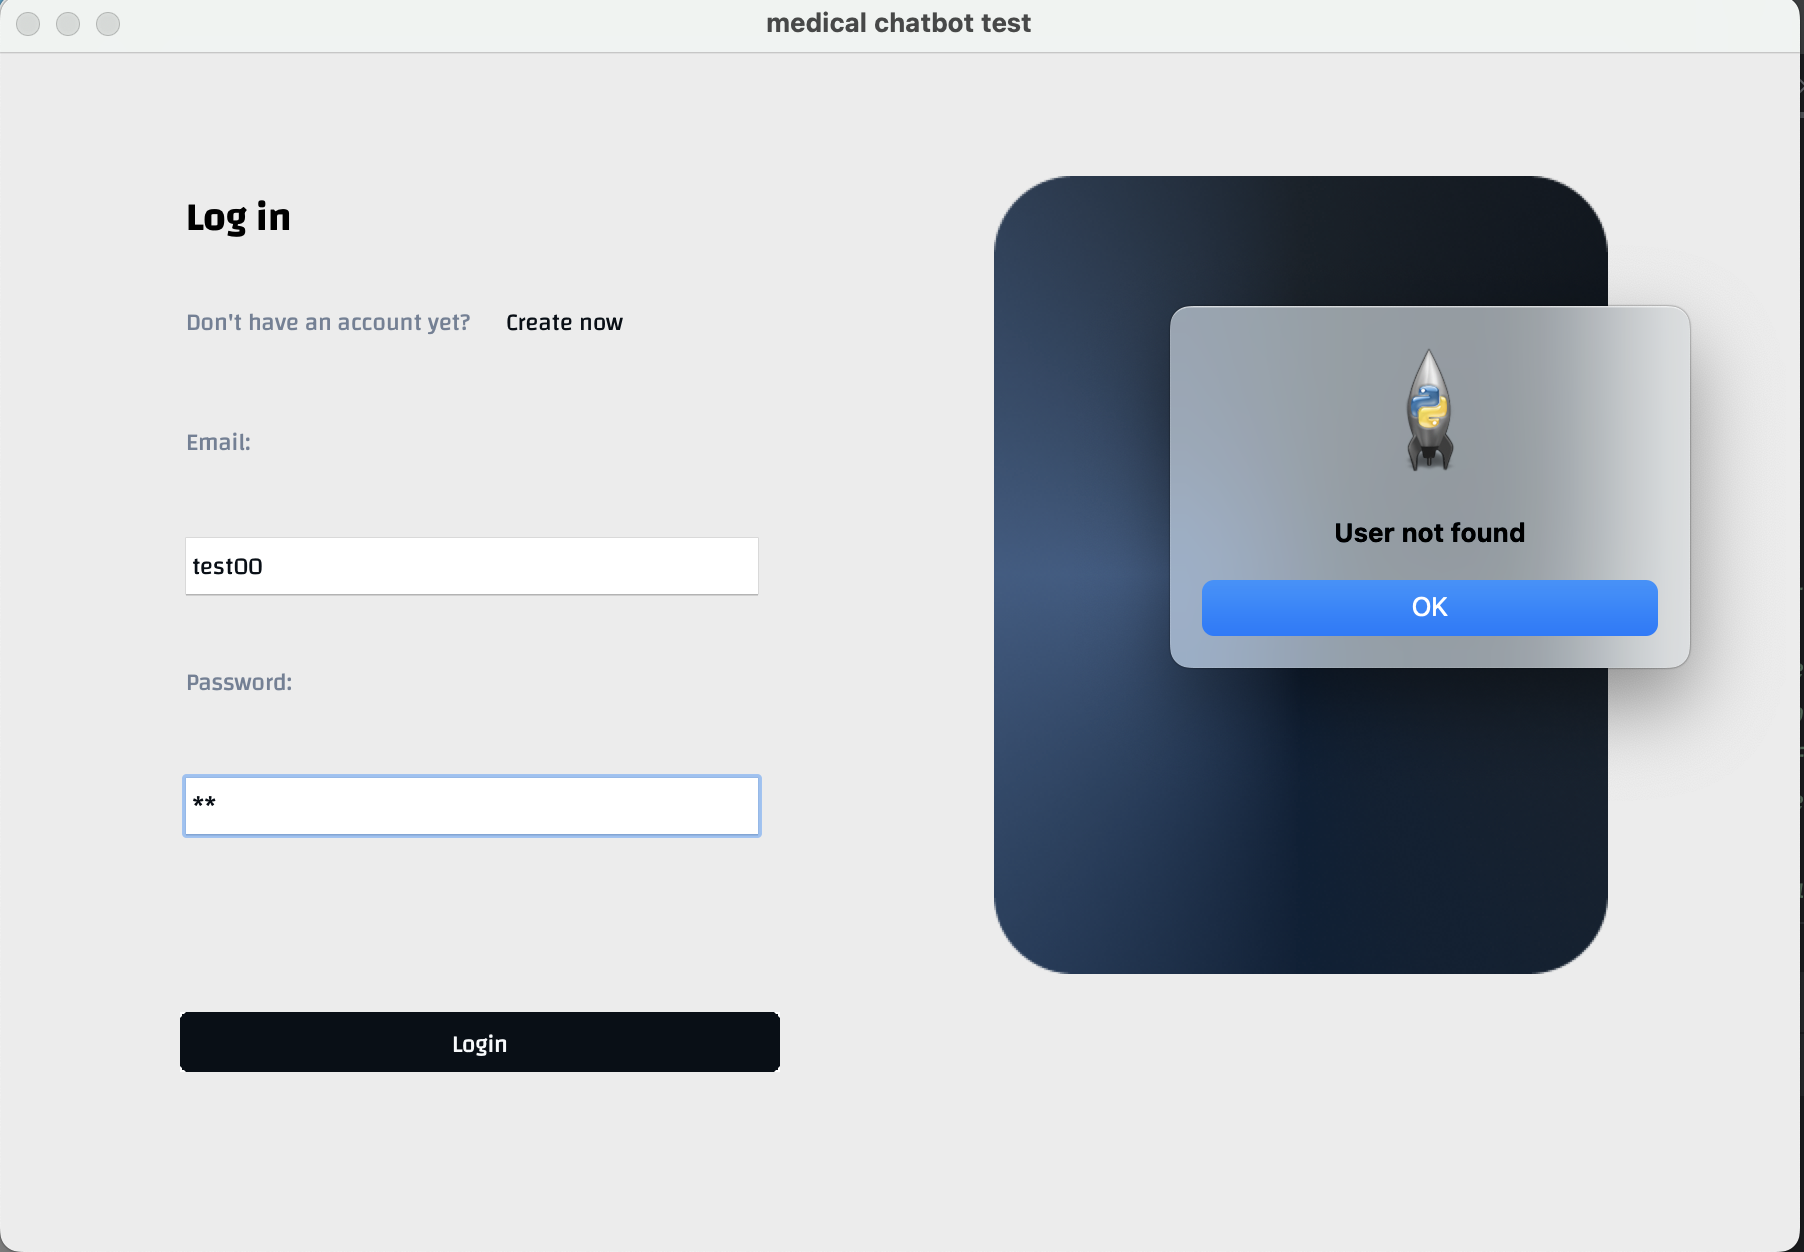 medical chatbot test
Log in
Don't have an account yet? Create now
Email:
test00
Password:
**
Login
User not found
OK